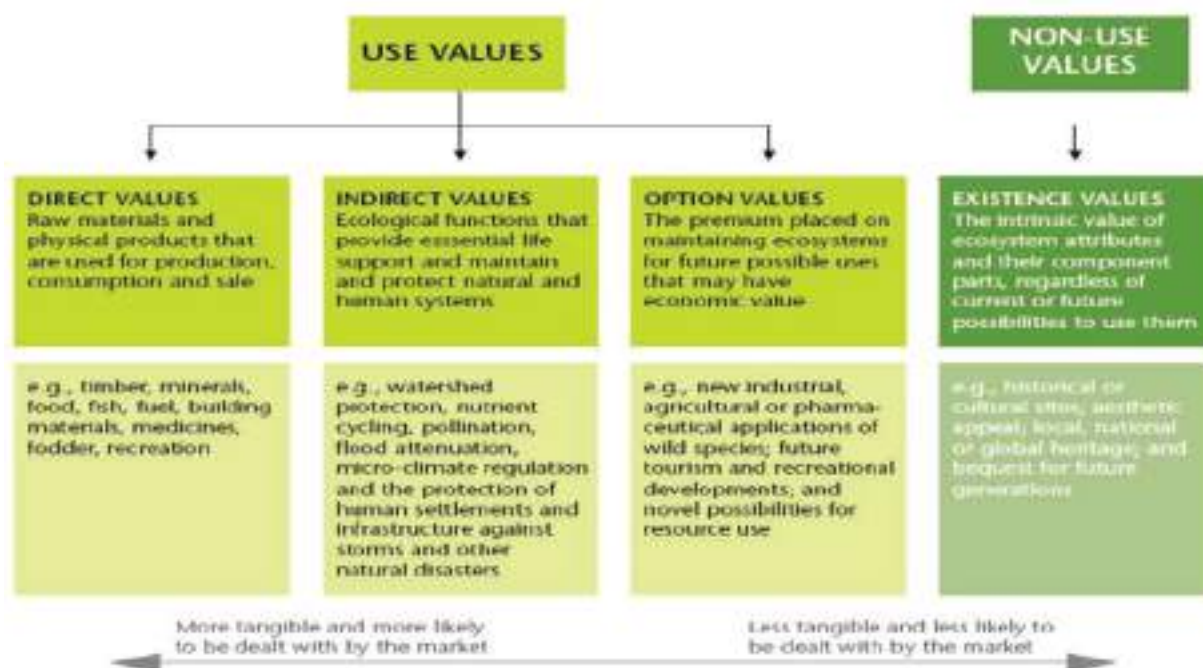 USE VALUES
NON-USE
VALUES
DIRECT VALUES
Raw materials and
physical products that
are used for production,
consumption and sale
INDIRECT VALUES
Ecological functions that
provide essential life
support and maintain
and protect natural and
human systems
OPTION VALUES
The premium placed on
maintaining ecosystems
for future possible uses
that may have
economic value
EXISTENCE VALUES
The intrinsic value of
ecosystem attributes
and their component
parts, regardless of
current or future
possibilities to use them
e.g., timber, minerals,
food, fish, fuel, building
materials, medicines,
fodder, recreation
e.g., watershed
protection, nutrient
cycling, pollination,
flood attenuation,
micro-climate regulation
and the protection of
human settlements and
infrastructure against
storms and other
natural disasters
e.g., new industrial,
agricultural or pharma-
ceutical applications of
wild species; future
tourism and recreational
developments; and
novel possibilities for
resource use
e.g., historical or
cultural sites; aesthetic
appeal; local, national
or global heritage; and
bequest for future
generations
More tangible and more likely
to be dealt with by the market
Less tangible and less likely to
be dealt with by the market